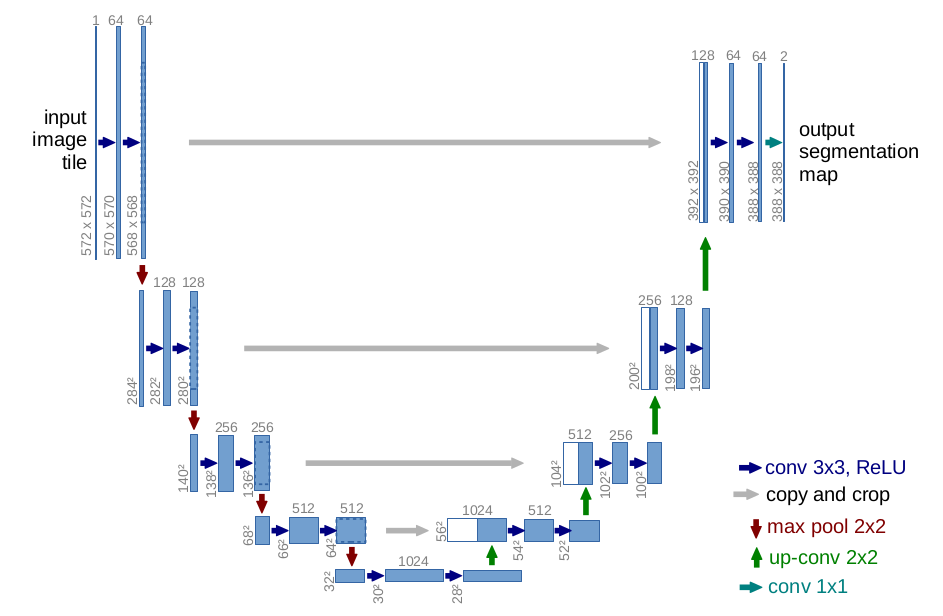 1 64 64
input
image
tile
572 x 572
570 x 570
568 x 568
128 64 64 2
output
segmentation
map
392 x 392
390 x 390
388 x 388
388 x 388
128 128
284²
282²
280²
256 128
200²
198²
196²
256 256
140²
138²
136²
512 256
104²
102²
100²
512 512
68²
66²
64²
1024 512
56²
54²
52²
1024
32²
30²
28²
conv 3x3, ReLU
copy and crop
max pool 2x2
up-conv 2x2
conv 1x1